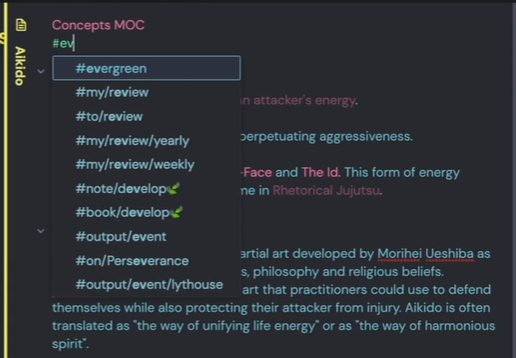 Concepts MOC
#ev
Aikido
#evergreen
#my/review
#to/review
#my/review/yearly
#my/review/weekly
#note/develop🌿
#book/develop🌿
#output/event
#on/Perseverance
#output/event/lythouse
an attacker's energy.
perpetuating aggressiveness.
-Face and The Id. This form of energy
me in Rhetorical Jujutsu.
artial art developed by Morihei Ueshiba as
s, philosophy and religious beliefs.
art that practitioners could use to defend
themselves while also protecting their attacker from injury. Aikido is often
translated as "the way of unifying life energy" or as "the way of harmonious
spirit".